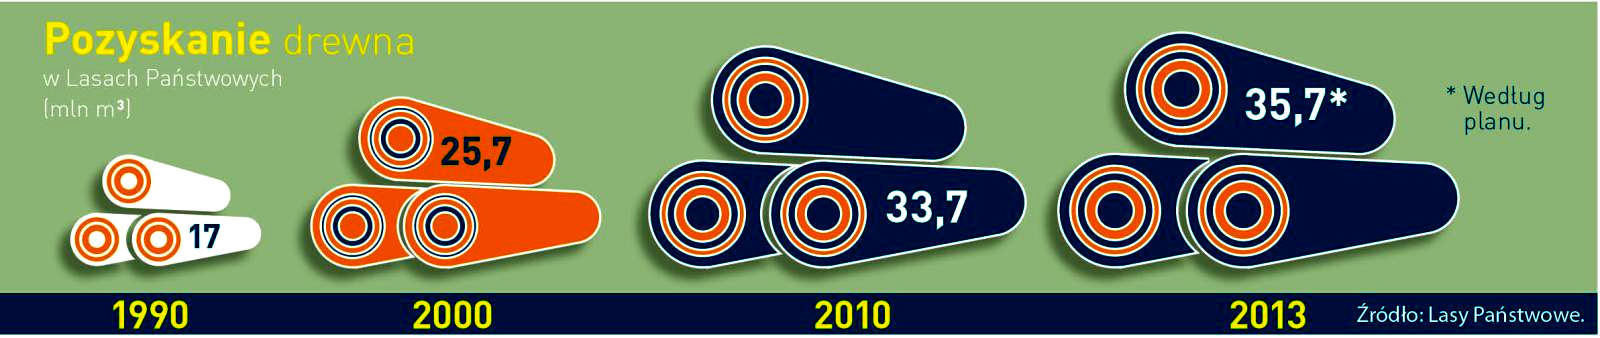 Pozyskanie drewna
w Lasach Państwowych
(mln m³)
17
25,7
33,7
35,7*
* Według
planu.
1990
2000
2010
2013
Źródło: Lasy Państwowe.